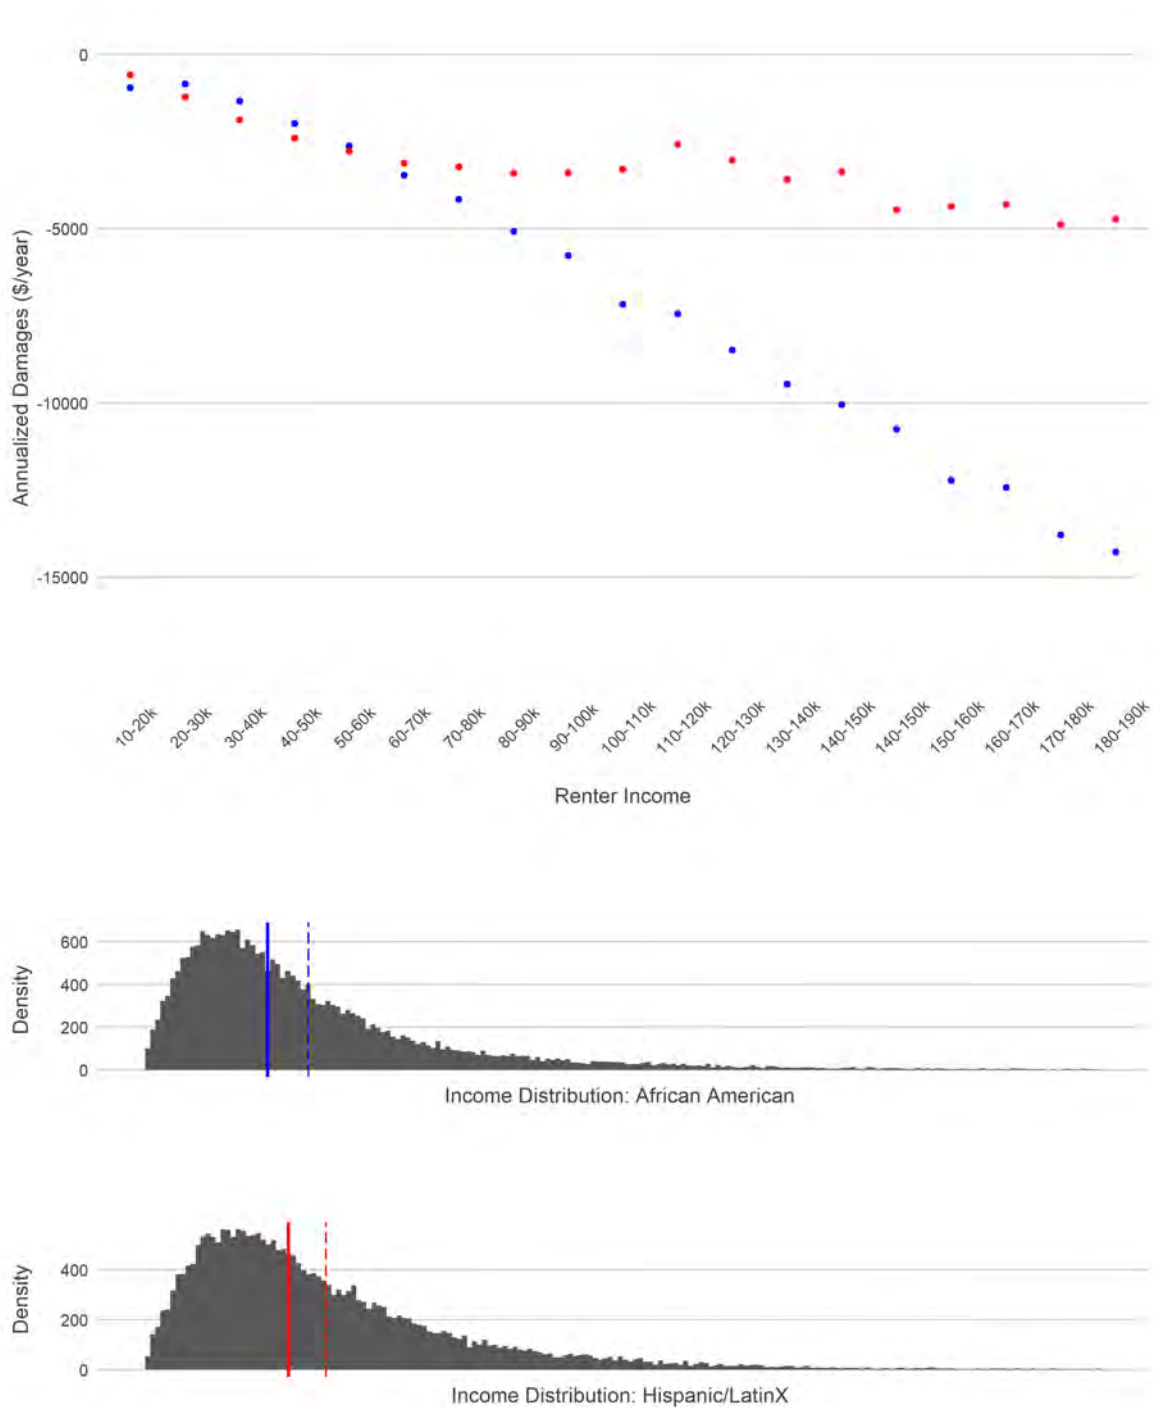 0
-5000
-10000
-15000
Annualized Damages ($/year)
10-20k
20-30k
30-40k
40-50k
50-60k
60-70k
70-80k
80-90k
90-100k
100-110k
110-120k
120-130k
130-140k
140-150k
140-150k
150-160k
160-170k
170-180k
180-190k
Renter Income
600
400
200
0
Density
Income Distribution: African American
400
200
0
Density
Income Distribution: Hispanic/LatinX